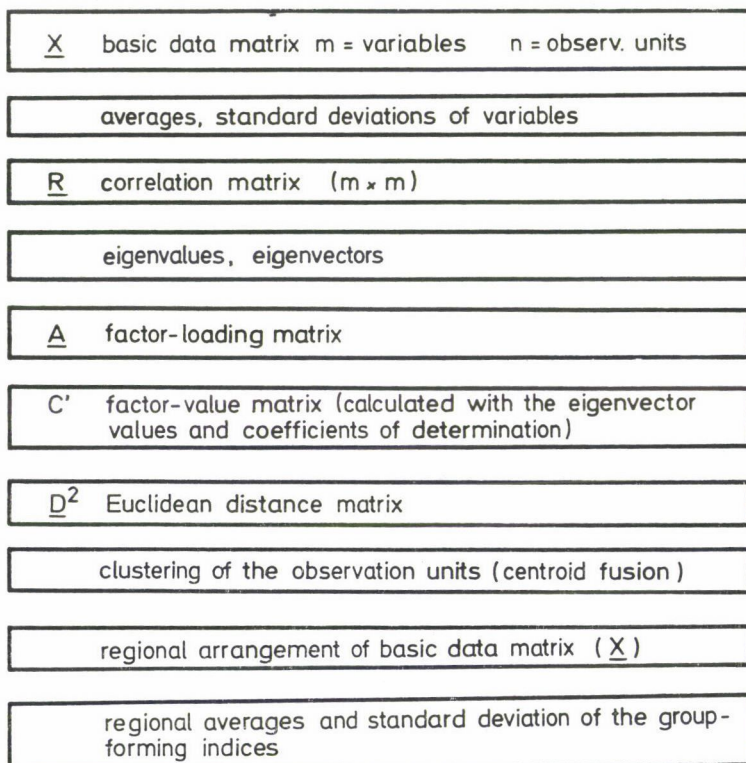 X basic data matrix m = variables n = observ. units
averages, standard deviations of variables
R correlation matrix (m × m)
eigenvalues, eigenvectors
A factor-loading matrix
C' factor-value matrix (calculated with the eigenvector
values and coefficients of determination)
D² Euclidean distance matrix
clustering of the observation units (centroid fusion)
regional arrangement of basic data matrix (X)
regional averages and standard deviation of the group-
forming indices